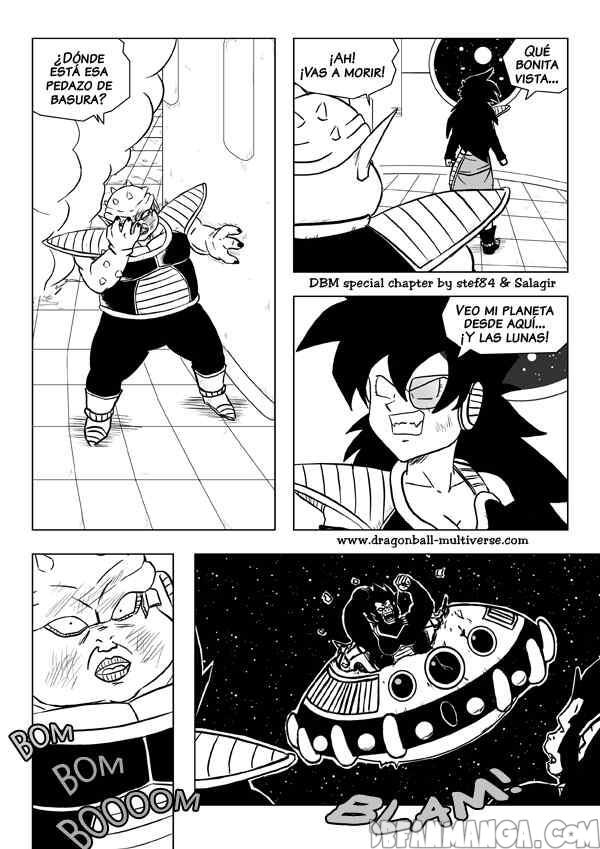 ¿DÓNDE
ESTÁ ESA
PEDAZO DE
BASURA?
¡AH!
¡VAS A MORIR!
QUÉ
BONITA
VISTA...
DBM special chapter by stef84 & Salagir
VEO MI PLANETA
DESDE AQUÍ...
¡Y LAS LUNAS!
www.dragonball-multiverse.com
BOM
BOM
BOOOOM
BLAM!
DBFANMANGA.COM